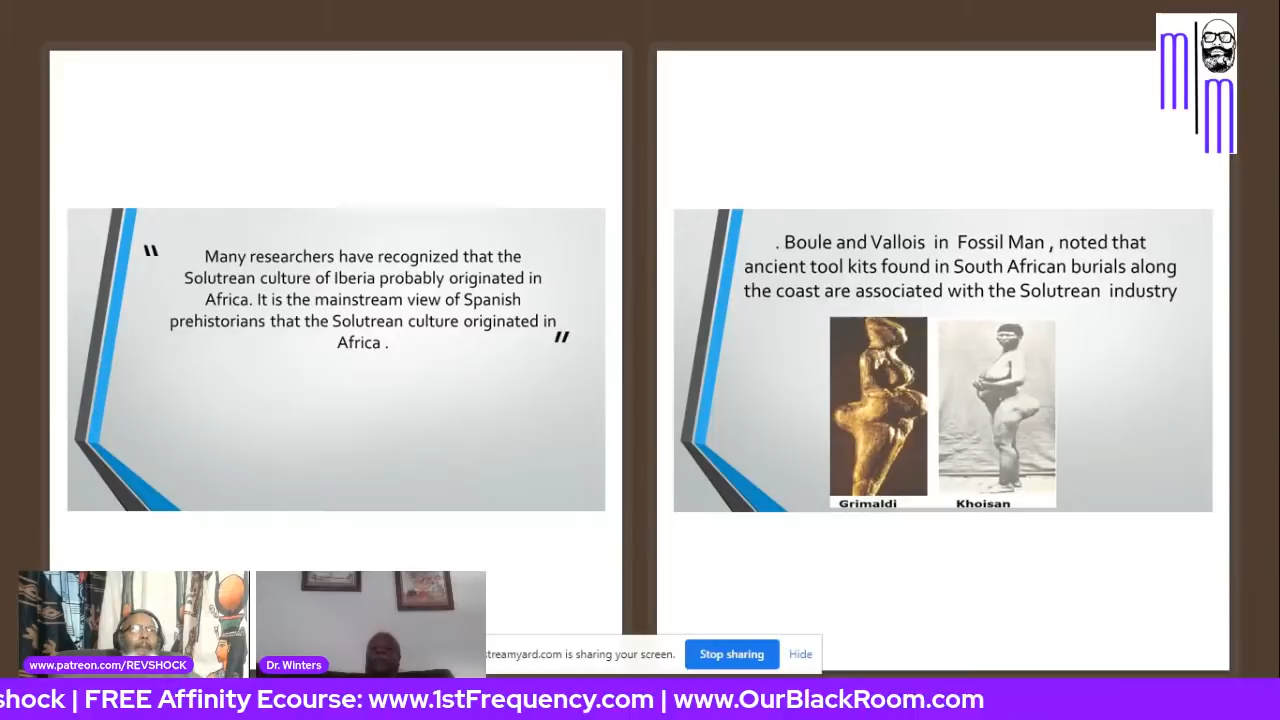 m
m
“
Many researchers have recognized that the
Solutrean culture of Iberia probably originated in
Africa. It is the mainstream view of Spanish
prehistorians that the Solutrean culture originated in
Africa .
”
. Boule and Vallois in Fossil Man , noted that
ancient tool kits found in South African burials along
the coast are associated with the Solutrean industry
Grimaldi
Khoisan
www.patreon.com/REVSHOCK
Dr. Winters
streamyard.com is sharing your screen.
Stop sharing
Hide
shock | FREE Affinity Ecourse: www.1stFrequency.com | www.OurBlackRoom.com